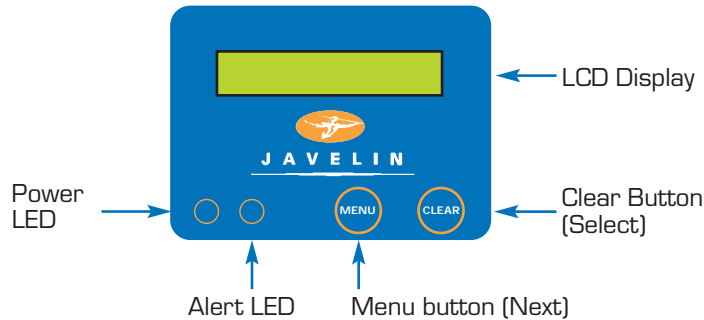 LCD Display
JAVELIN
Power
LED
MENU
CLEAR
Clear Button
(Select)
Alert LED
Menu button (Next)